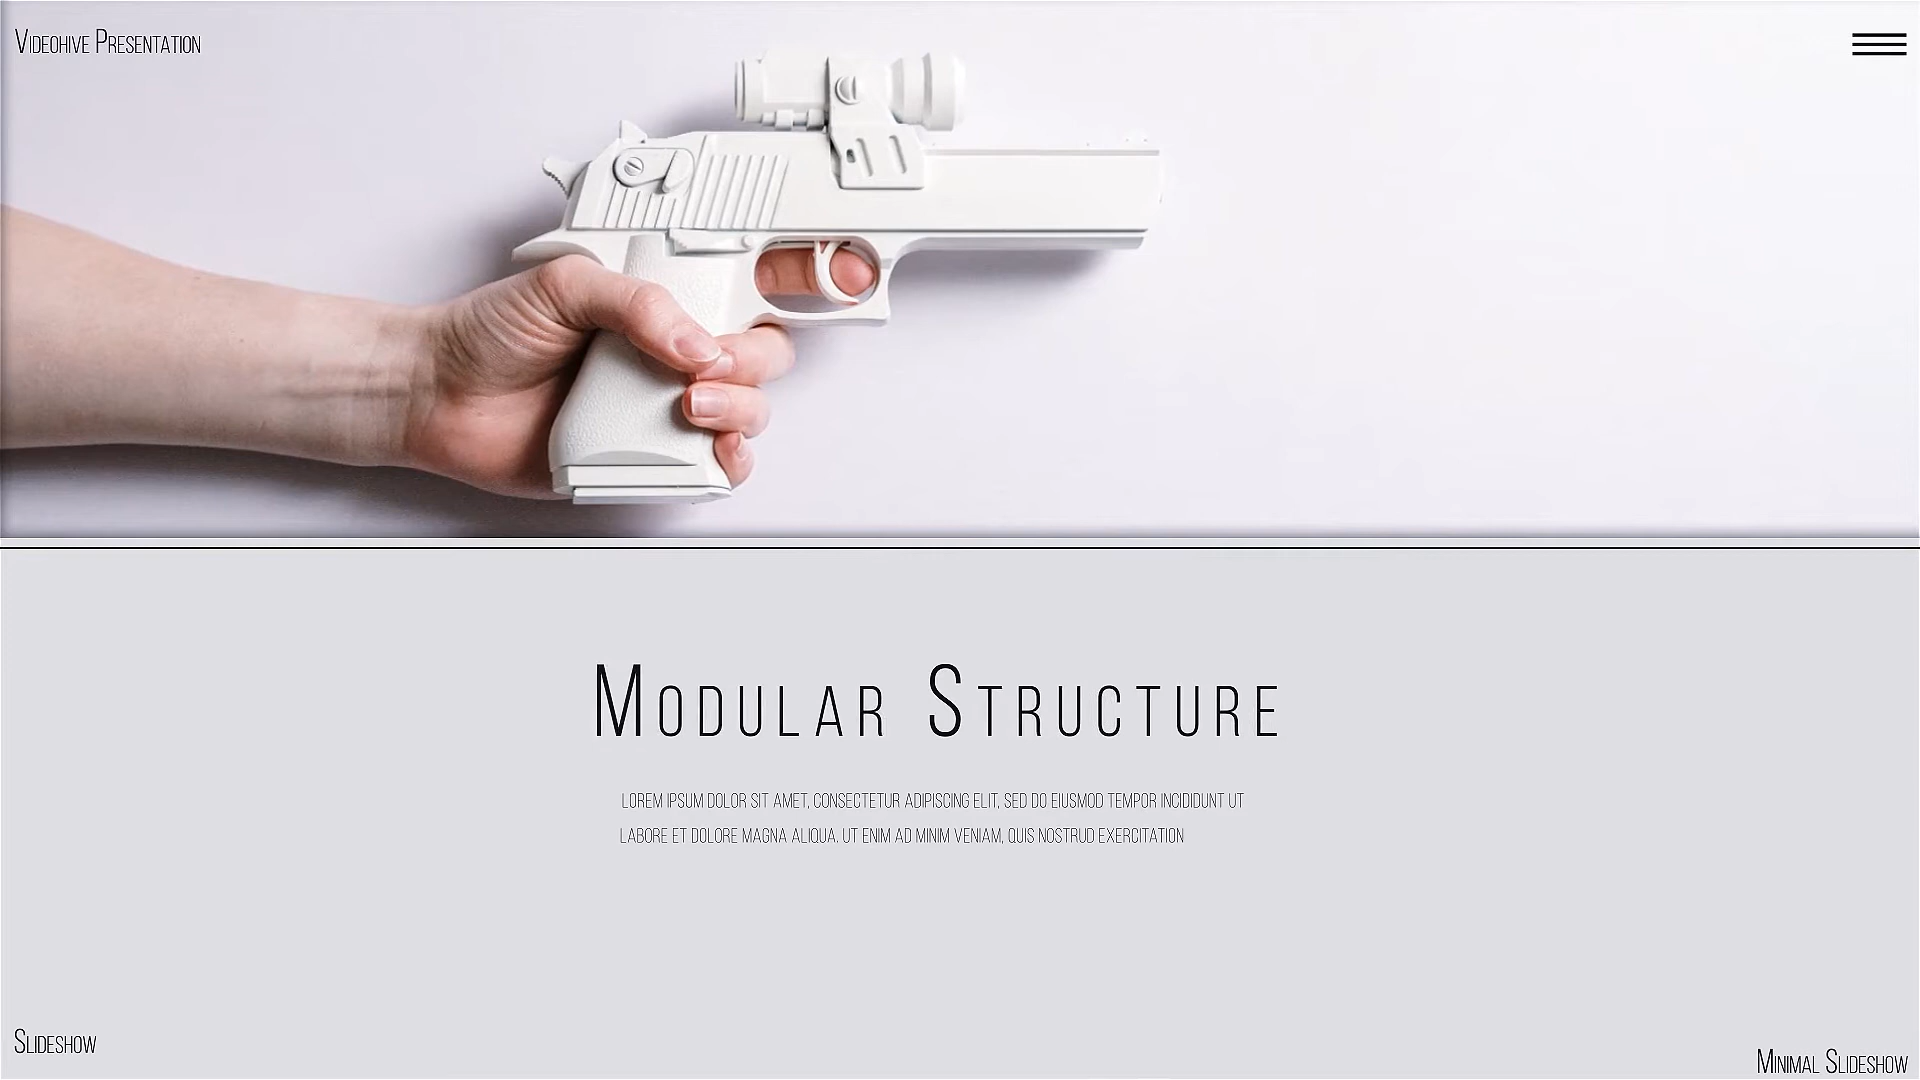 Videohive Presentation
Modular Structure
LOREM IPSUM DOLOR SIT AMET, CONSECTETUR ADIPISCING ELIT, SED DO EIUSMOD TEMPOR INCIDIDUNT UT
LABORE ET DOLORE MAGNA ALIQUA. UT ENIM AD MINIM VENIAM, QUIS NOSTRUD EXERCITATION
Slideshow
Minimal Slideshow